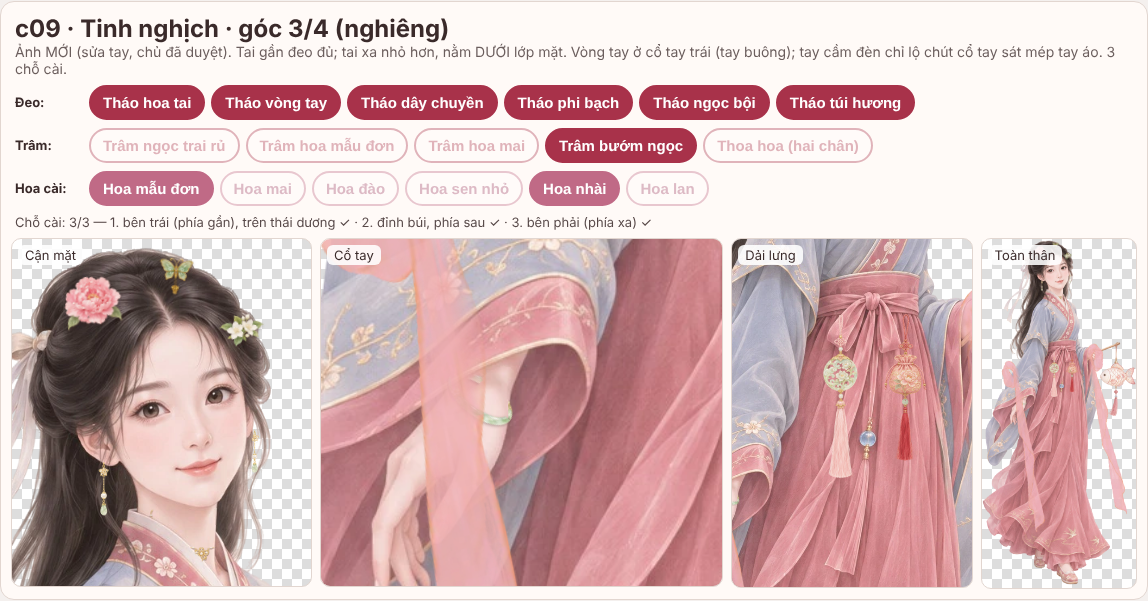 c09 · Tinh nghịch · góc 3/4 (nghiêng)
Ảnh MỚI (sửa tay, chủ đã duyệt). Tai gần đeo đủ; tai xa nhỏ hơn, nằm DƯỚI lớp mặt. Vòng tay ở cổ tay trái (tay buông); tay cầm đèn chỉ lộ chút cổ tay sát mép tay áo. 3
chỗ cài.
Đeo: Tháo hoa tai Tháo vòng tay Tháo dây chuyền Tháo phi bạch Tháo ngọc bội Tháo túi hương
Trâm: Trâm ngọc trai rủ Trâm hoa mẫu đơn Trâm hoa mai Trâm bướm ngọc Thoa hoa (hai chân)
Hoa cài: Hoa mẫu đơn Hoa mai Hoa đào Hoa sen nhỏ Hoa nhài Hoa lan
Chỗ cài: 3/3 — 1. bên trái (phía gần), trên thái dương ✓ · 2. đỉnh búi, phía sau ✓ · 3. bên phải (phía xa) ✓
Cận mặt Cổ tay Dải lưng Toàn thân